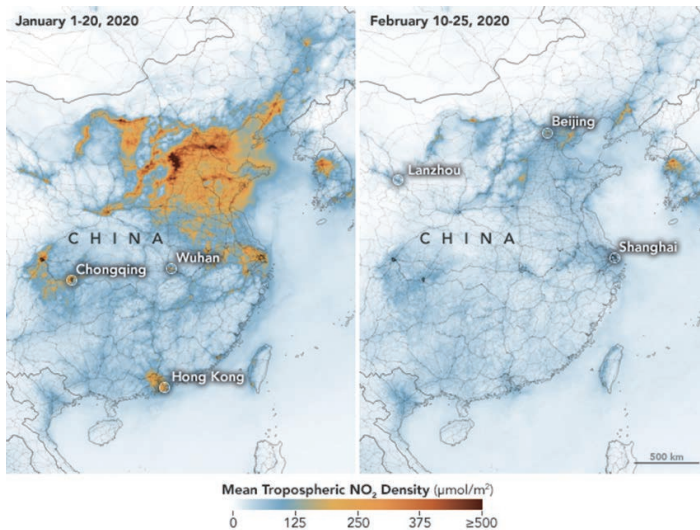 January 1-20, 2020
CHINA
Chongqing
Wuhan
Hong Kong
February 10-25, 2020
Beijing
Lanzhou
CHINA
Shanghai
500 km
Mean Tropospheric NO₂ Density (μmol/m²)
0 125 250 375 ≥500